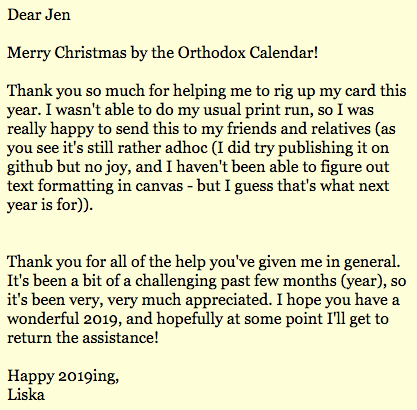 Dear Jen
Merry Christmas by the Orthodox Calendar!
Thank you so much for helping me to rig up my card this
year. I wasn't able to do my usual print run, so I was
really happy to send this to my friends and relatives (as
you see it's still rather adhoc (I did try publishing it on
github but no joy, and I haven't been able to figure out
text formatting in canvas - but I guess that's what next
year is for)).
Thank you for all of the help you've given me in general.
It's been a bit of a challenging past few months (year), so
it's been very, very much appreciated. I hope you have a
wonderful 2019, and hopefully at some point I'll get to
return the assistance!
Happy 2019ing,
Liska